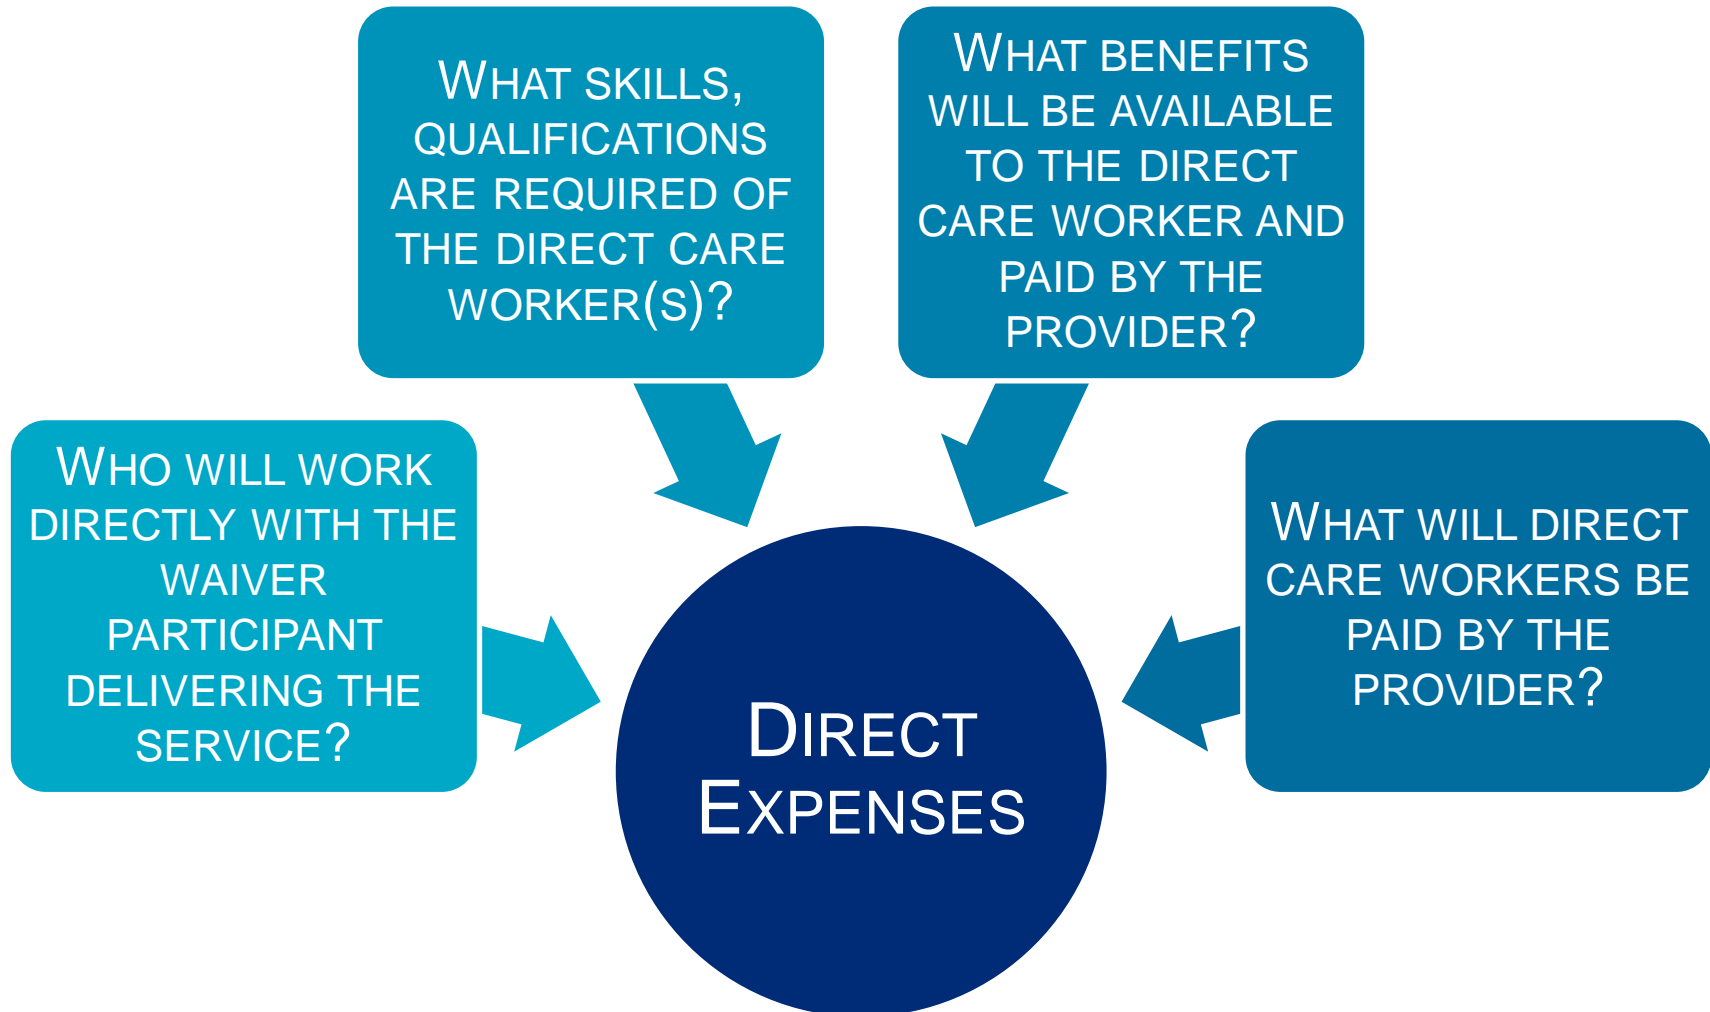 WHO WILL WORK
DIRECTLY WITH THE
WAIVER
PARTICIPANT
DELIVERING THE
SERVICE?
WHAT SKILLS,
QUALIFICATIONS
ARE REQUIRED OF
THE DIRECT CARE
WORKER(S)?
WHAT BENEFITS
WILL BE AVAILABLE
TO THE DIRECT
CARE WORKER AND
PAID BY THE
PROVIDER?
WHAT WILL DIRECT
CARE WORKERS BE
PAID BY THE
PROVIDER?
DIRECT
EXPENSES